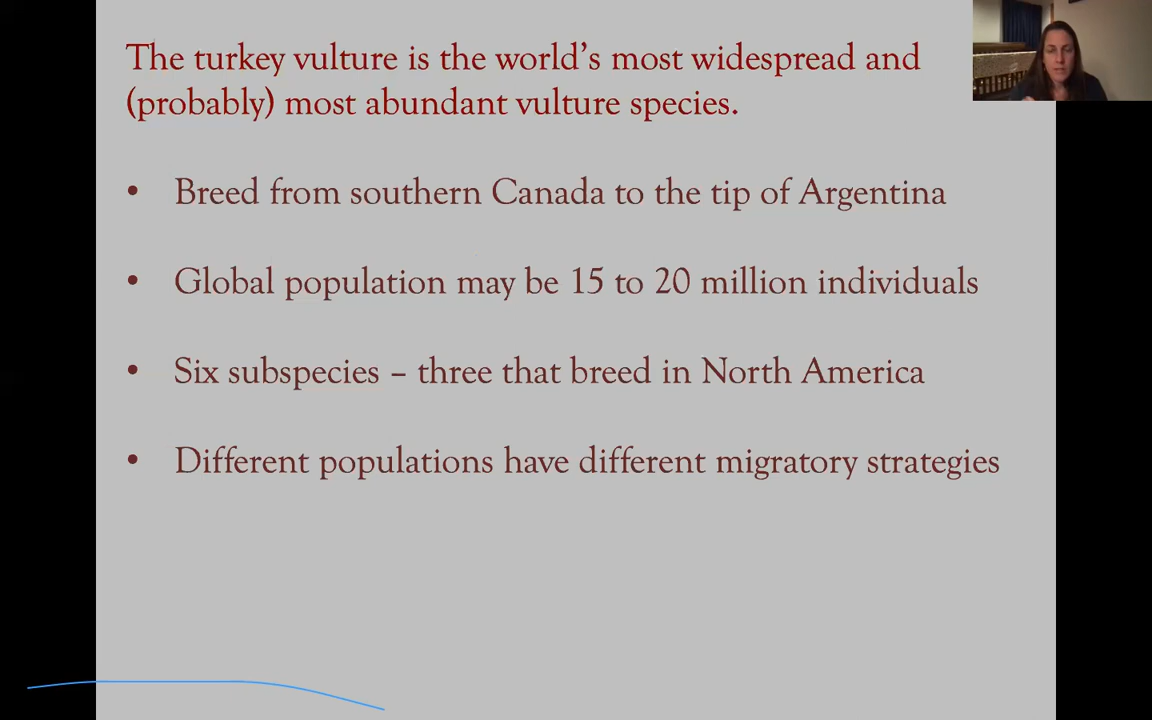 The turkey vulture is the world’s most widespread and
(probably) most abundant vulture species.
• Breed from southern Canada to the tip of Argentina
• Global population may be 15 to 20 million individuals
• Six subspecies – three that breed in North America
• Different populations have different migratory strategies